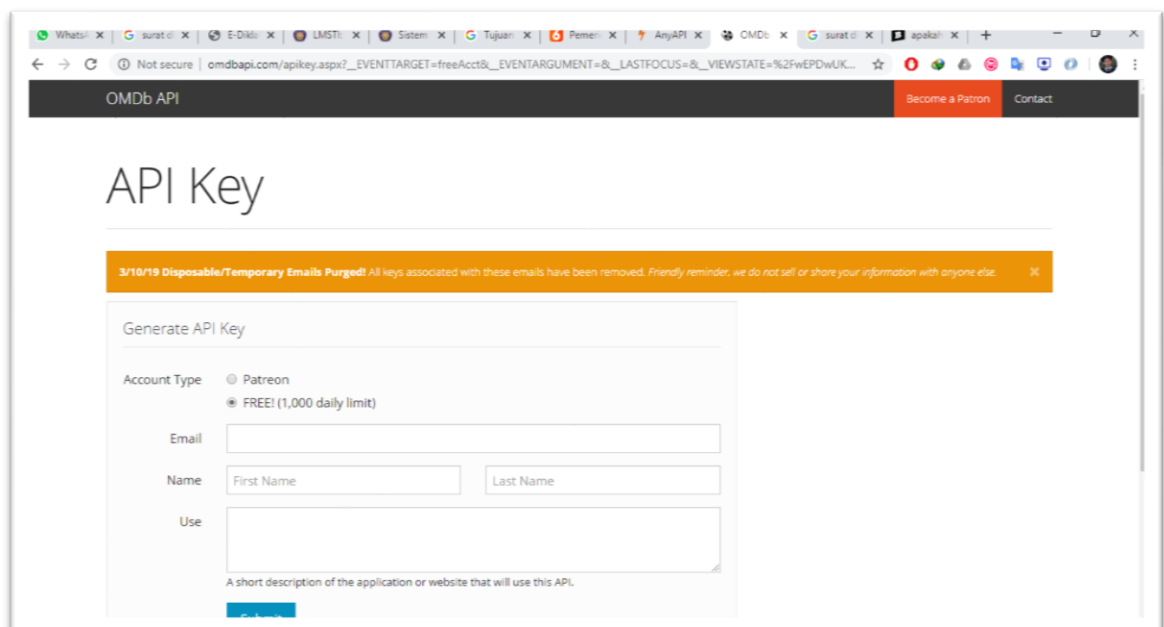 WhatsA
surat d
E-Dikla
LMSTI:
Sistem
Tujuan
Pemeri
AnyAPI
OMDb
surat d
apakah
Not secure | omdbapi.com/apikey.aspx?__EVENTTARGET=freeAcct&__EVENTARGUMENT=&__LASTFOCUS=&__VIEWSTATE=%2FwEPDwUK...
OMDb API
Become a Patron
Contact
API Key
3/10/19 Disposable/Temporary Emails Purged! All keys associated with these emails have been removed. Friendly reminder, we do not sell or share your information with anyone else.
Generate API Key
Account Type
Patreon
FREE! (1,000 daily limit)
Email
Name
First Name
Last Name
Use
A short description of the application or website that will use this API.
Submit